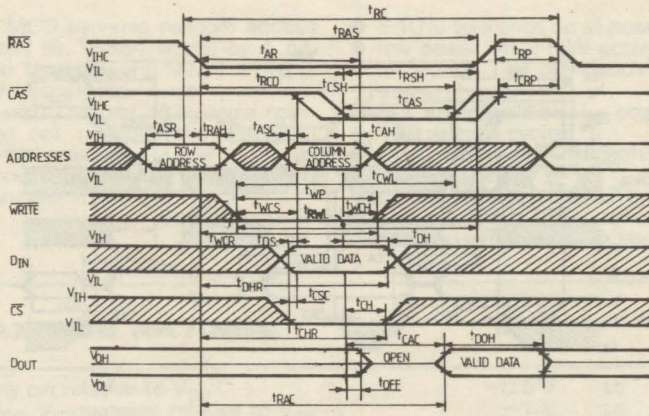 tRC
tRAS
RAS
VIHC
VIL
tAR
tRP
tRCD
tCSH
tRSH
tCRP
CAS
VIHC
VIL
tCAS
VIH
tASR
tRAH
tASC
tCAH
ADDRESSES
ROW ADDRESS
COLUMN ADDRESS
VIL
tCWL
tWP
WRITE
tWCS
tRWL
tWCH
tWCR
tDS
tDH
DIN
VIH
VALID DATA
VIL
tDHR
tCSC
CS
VIH
tCH
VIL
tCHR
tCAC
tDOH
DOUT
VOH
OPEN
VALID DATA
VOL
tOFF
tRAC